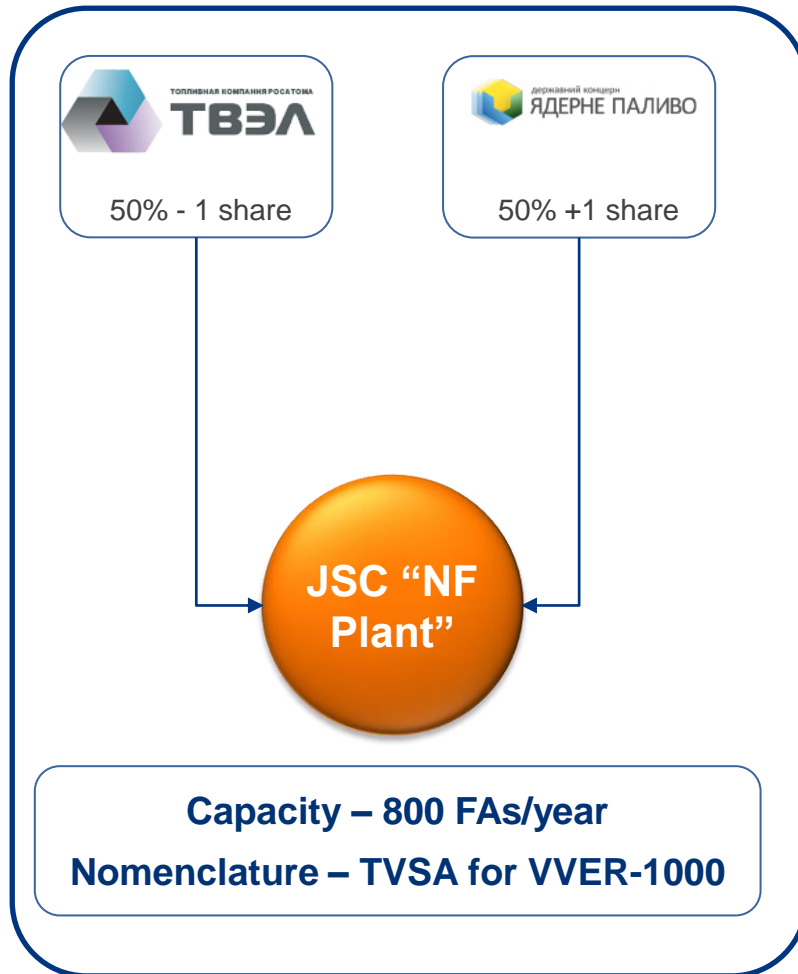 ТОПЛИВНАЯ КОМПАНИЯ РОСАТОМА
ТВЭЛ
50% - 1 share
державний концерн
ЯДЕРНЕ ПАЛИВО
50% +1 share
JSC “NF
Plant”
Capacity – 800 FAs/year
Nomenclature – TVSA for VVER-1000